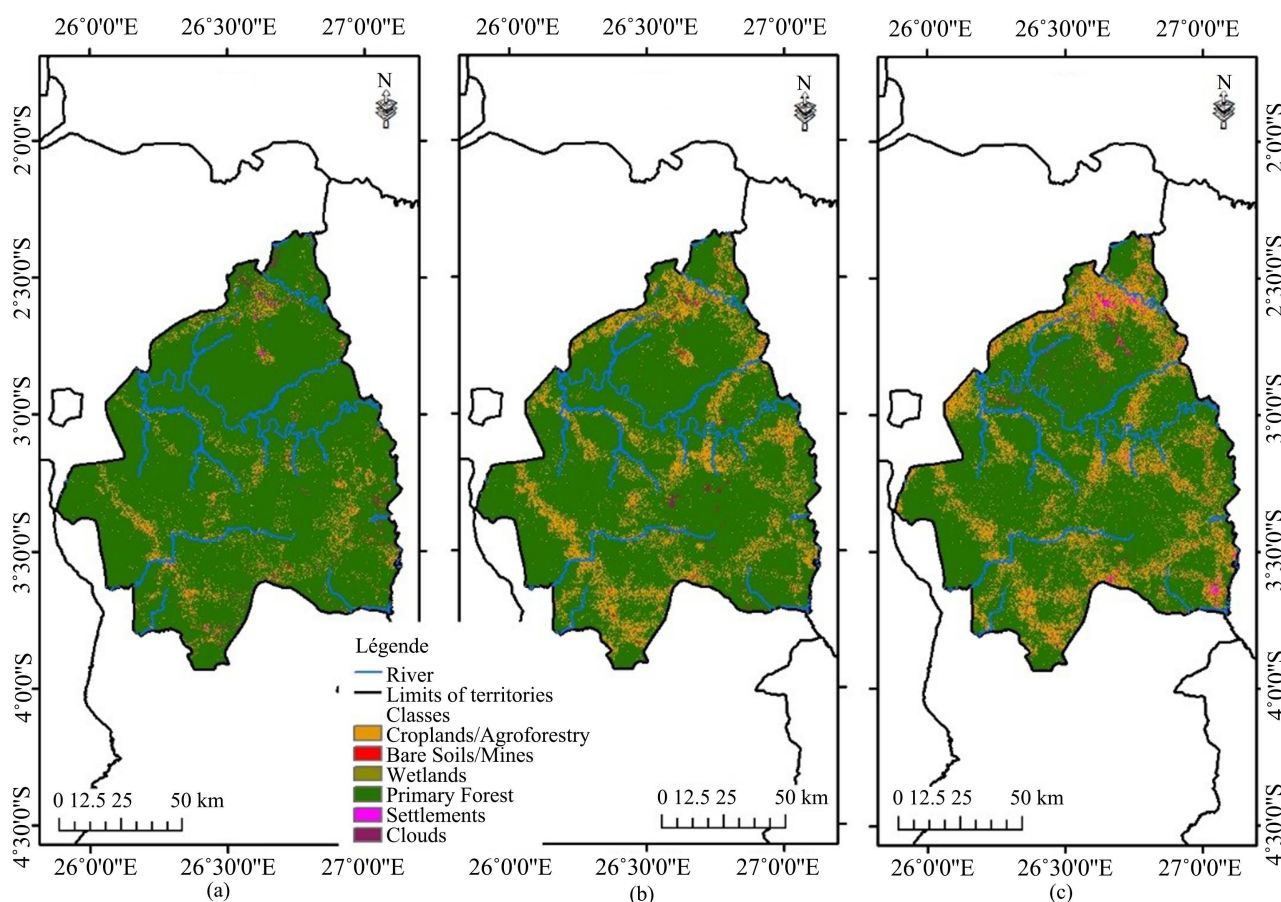 26°0'0"E 26°30'0"E 27°0'0"E 26°0'0"E 26°30'0"E 27°0'0"E 26°0'0"E 26°30'0"E 27°0'0"E
N N N
2°0'0"S 2°0'0"S
2°30'0"S 2°30'0"S
3°0'0"S 3°0'0"S
3°30'0"S 3°30'0"S
4°0'0"S 4°0'0"S
4°30'0"S 4°30'0"S
Légende
River
Limits of territories
Classes
Croplands/Agroforestry
Bare Soils/Mines
Wetlands
Primary Forest
Settlements
Clouds
0 12.5 25 50 km
0 12.5 25 50 km
0 12.5 25 50 km
26°0'0"E 26°30'0"E 27°0'0"E 26°0'0"E 26°30'0"E 27°0'0"E 26°0'0"E 26°30'0"E 27°0'0"E
(a) (b) (c)